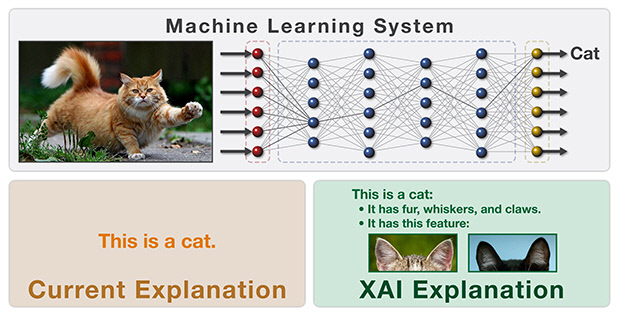 Machine Learning System
Cat
This is a cat.
Current Explanation
This is a cat:
• It has fur, whiskers, and claws.
• It has this feature:
XAI Explanation